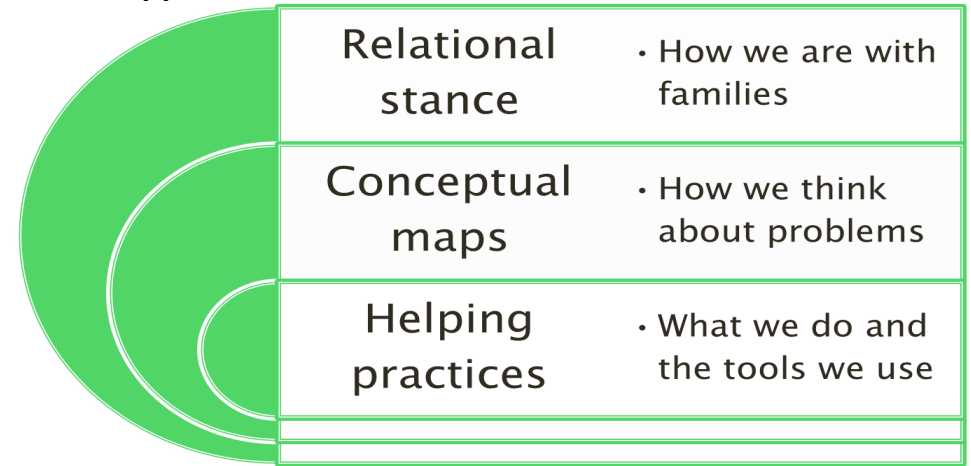 Relational
stance
• How we are with
families
Conceptual
maps
• How we think
about problems
Helping
practices
• What we do and
the tools we use